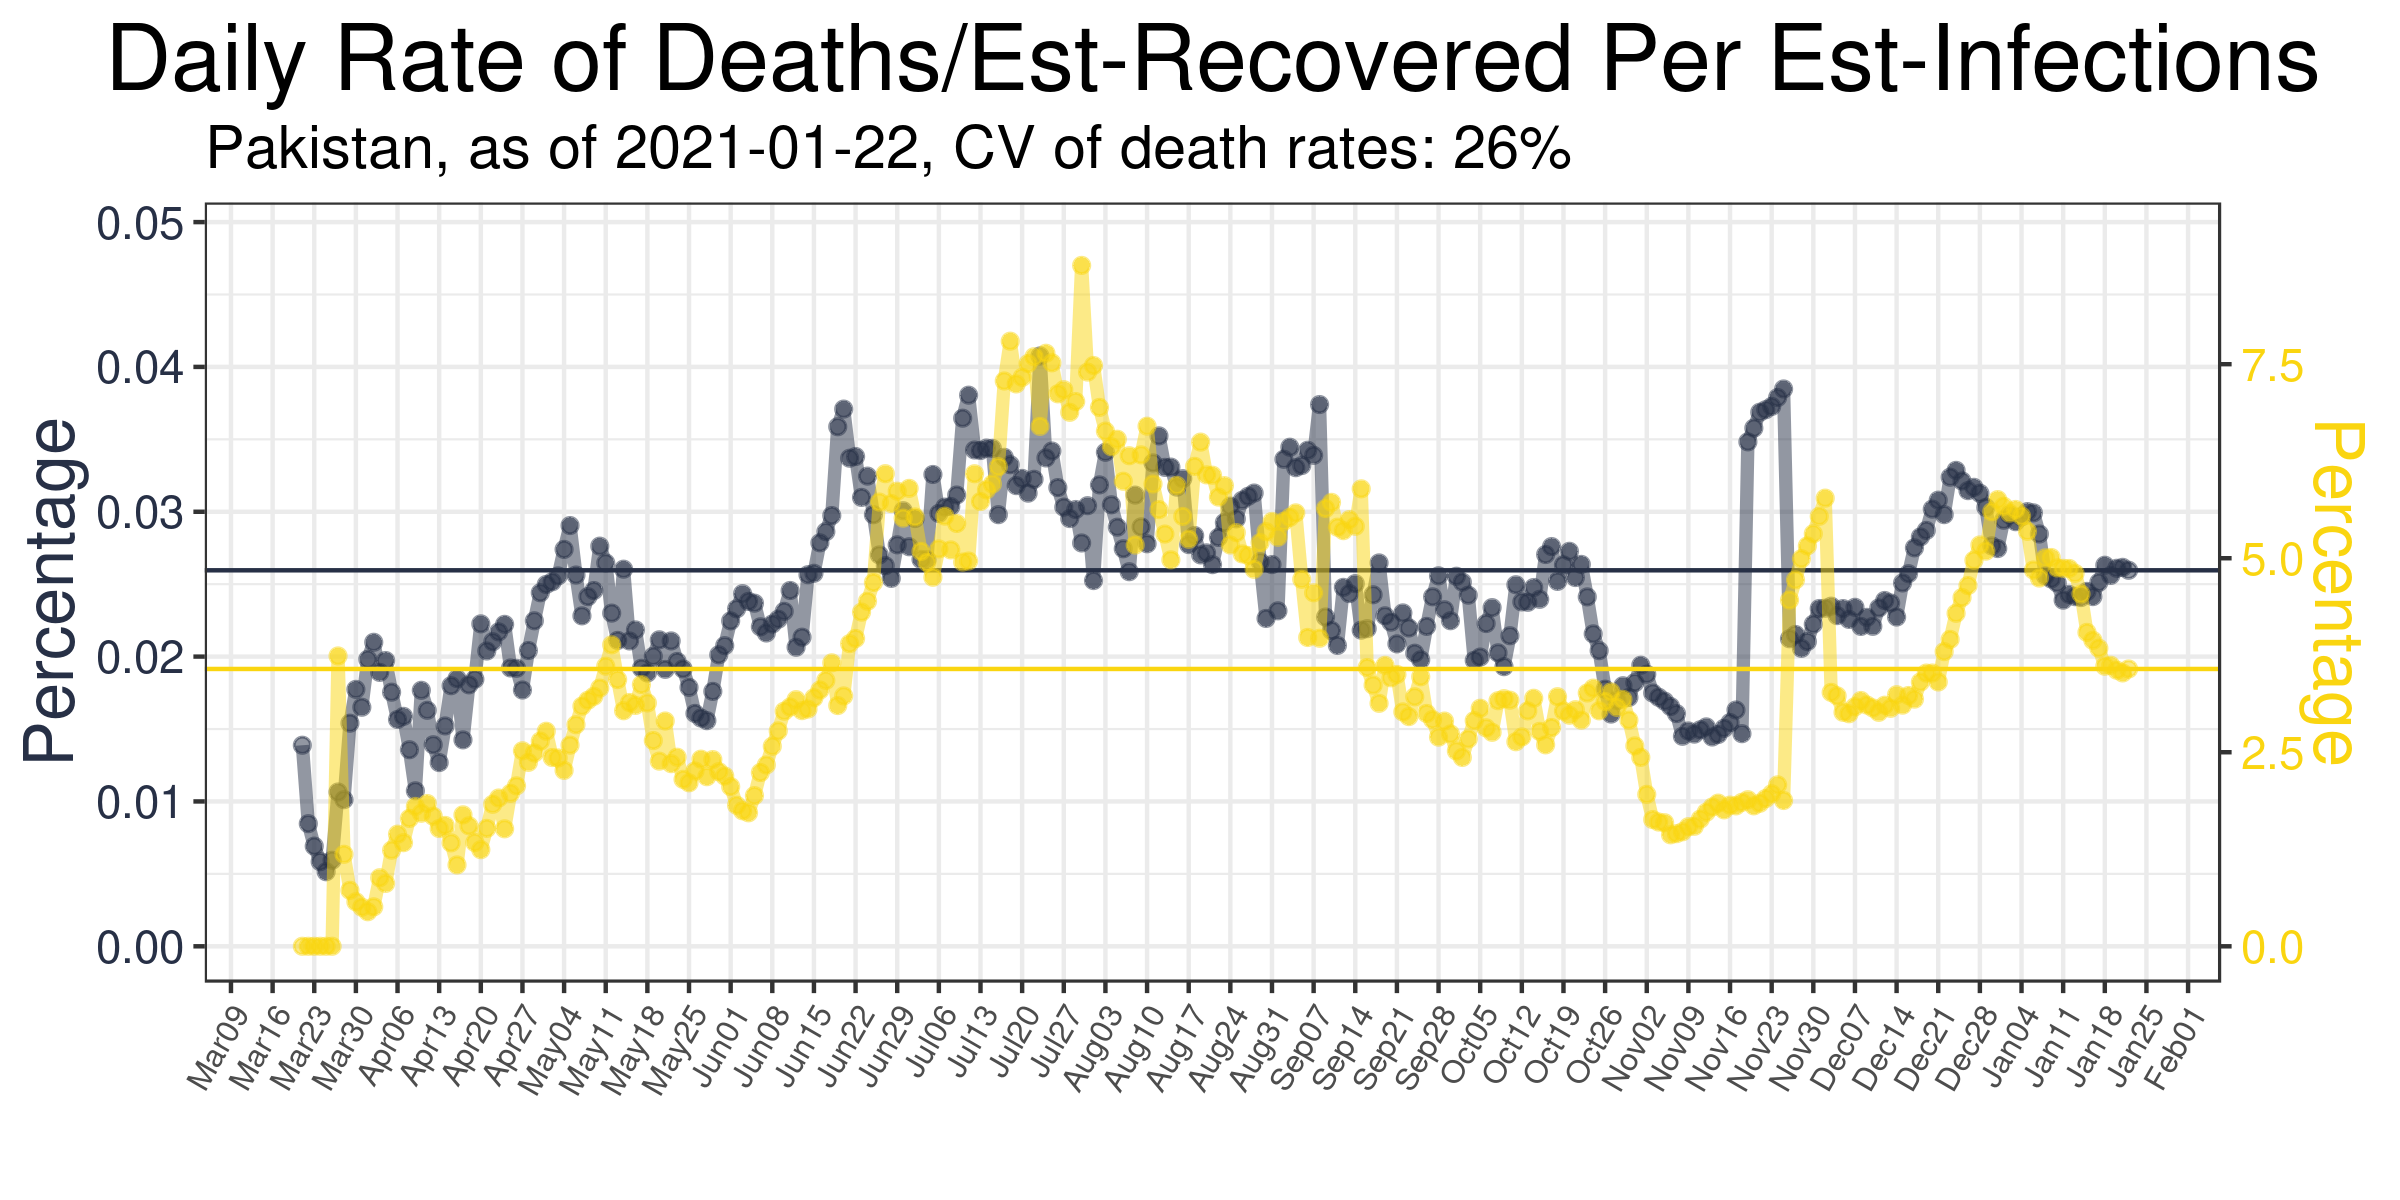 Daily Rate of Deaths/Est-Recovered Per Est-Infections
Pakistan, as of 2021-01-22, CV of death rates: 26%
Percentage
0.05
0.04
0.03
0.02
0.01
0.00
7.5
5.0
2.5
0.0
Percentage
Mar09 Mar16 Mar23 Mar30 Apr06 Apr13 Apr20 Apr27 May04 May11 May18 May25 Jun01 Jun08 Jun15 Jun22 Jun29 Jul06 Jul13 Jul20 Jul27 Aug03 Aug10 Aug17 Aug24 Aug31 Sep07 Sep14 Sep21 Sep28 Oct05 Oct12 Oct19 Oct26 Nov02 Nov09 Nov16 Nov23 Nov30 Dec07 Dec14 Dec21 Dec28 Jan04 Jan11 Jan18 Jan25 Feb01